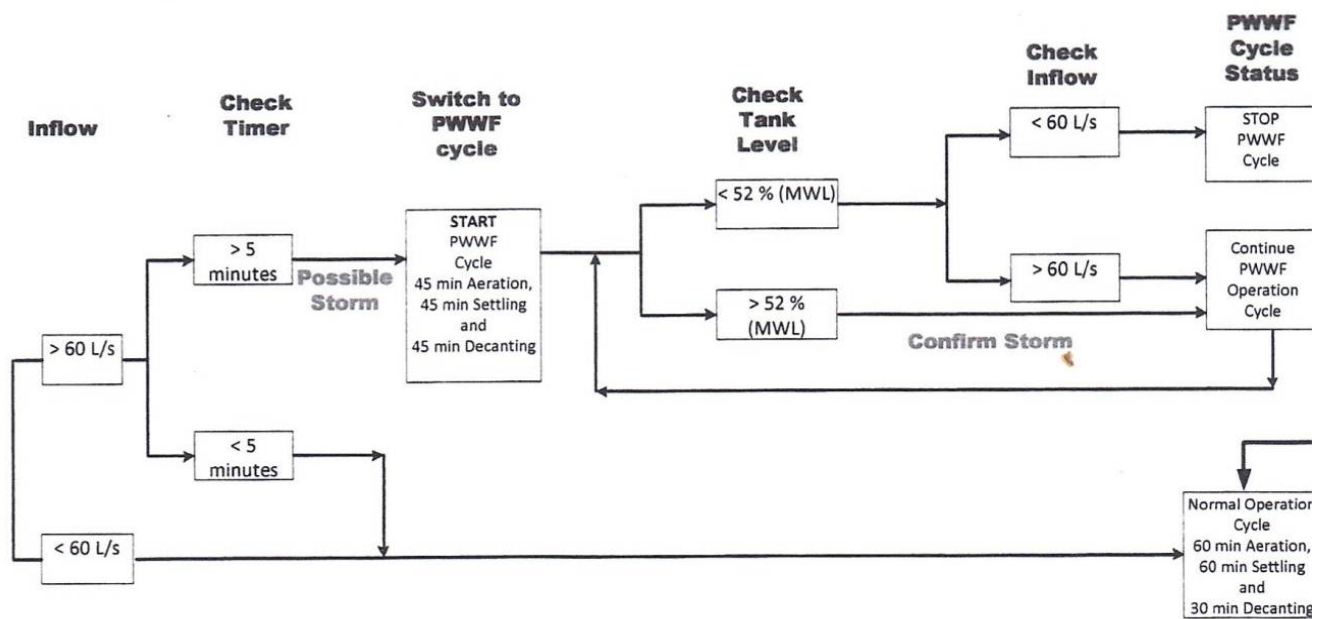 Inflow
Check
Timer
Switch to
PWWF
cycle
Check
Tank
Level
Check
Inflow
PWWF
Cycle
Status
> 60 L/s
< 60 L/s
> 5
minutes
< 5
minutes
Possible
Storm
START
PWWF
Cycle
45 min Aeration,
45 min Settling
and
45 min Decanting
< 52 % (MWL)
> 52 %
(MWL)
< 60 L/s
> 60 L/s
Confirm Storm
STOP
PWWF
Cycle
Continue
PWWF
Operation
Cycle
Normal Operation
Cycle
60 min Aeration,
60 min Settling
and
30 min Decanting